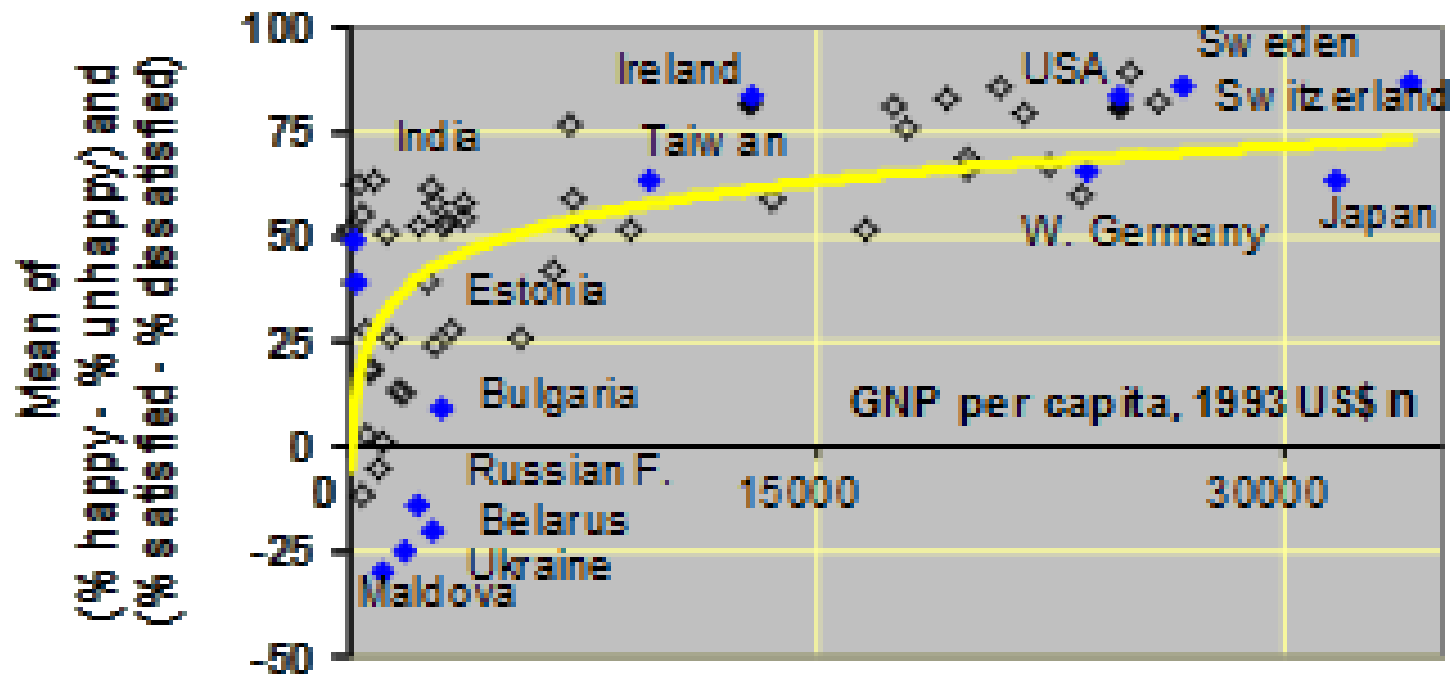 Mean of
(% happy - % unhappy) and
(% satisfied - % dissatisfied)
100
75
50
25
0
-25
-50
0
15000
30000
Ireland
USA
Sweden
Switzerland
India
Taiwan
Japan
W. Germany
Estonia
Bulgaria
GNP per capita, 1993 US$ n
Russian F.
Belarus
Ukraine
Maldova